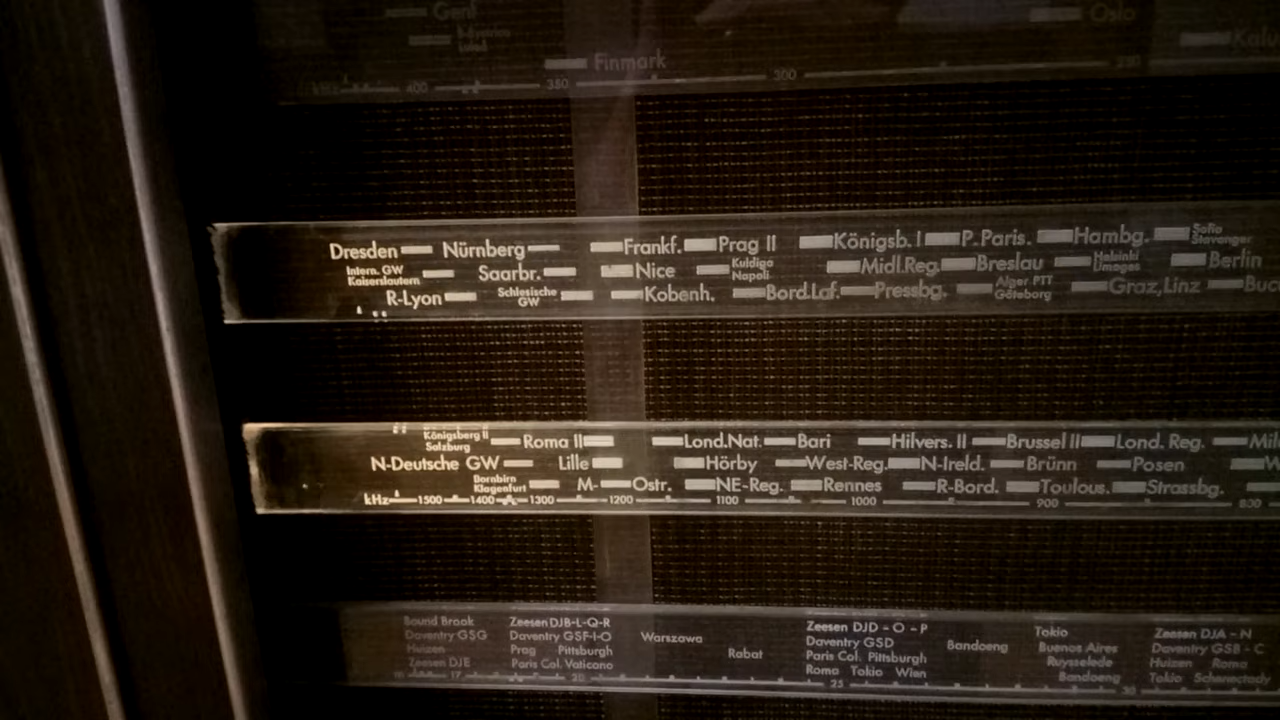 Genf
Oslo
Finmark
400 350 300 250
Dresden Nürnberg Frankf. Prag II Königsb. I P. Paris. Hambg. Sofia Stavanger
Intern. GW Kaiserslautern Saarbr. Nice Kuldiga Napoli Midl.Reg. Breslau Helsinki Limoges Berlin
R-Lyon Schlesische GW Kobenh. Bord.Laf. Pressbg. Alger PTT Göteborg Graz,Linz
Königsberg II Salzburg Roma II Lond.Nat. Bari Hilvers. II Brussel II Lond. Reg.
N-Deutsche GW Lille Hörby West-Reg. N-Ireld. Brünn Posen
Dornbirn Klagenfurt M-Ostr. NE-Reg. Rennes R-Bord. Toulous. Strassbg.
kHz 1500 1400 1300 1200 1100 1000 900
Bound Brook Zeesen DJB-L-Q-R Warszawa Zeesen DJD - O - P Tokio Zeesen DJA - N
Daventry GSG Daventry GSF-I-O Rabat Daventry GSD Bandoeng Buenos Aires Daventry GSB - C
Huizen Prag Pittsburgh Paris Col. Pittsburgh Ruysselede Huizen Roma
Zeesen DJE Paris Col. Vaticano Roma Tokio Wien Bandoeng Tokio Schenectady
17 20 25 30